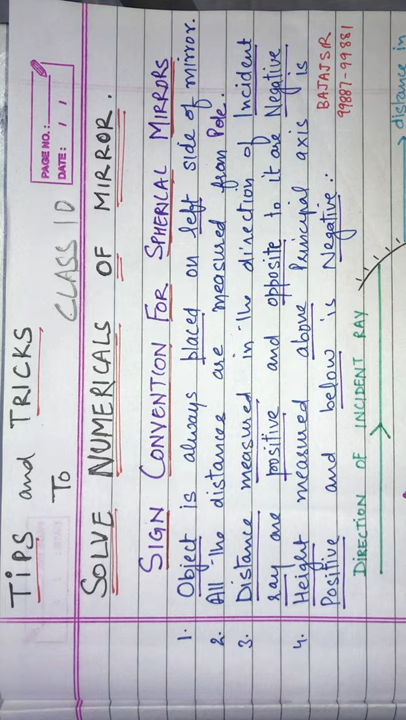 TIPS and TRICKS
PAGE NO.:
DATE: / /
To CLASS 10
SOLVE NUMERICALS OF MIRROR.
SIGN CONVENTION FOR SPHERICAL MIRRORS
1. Object is always placed on left side of mirror.
2. All the distances are measured from Pole.
3. Distance measured in the direction of Incident
ray are positive and opposite to it are Negative
4. Height measured above Principal axis is
Positive and below is Negative.
BAJAJ SIR
99887-99881
DIRECTION OF INCIDENT RAY
→ distance in